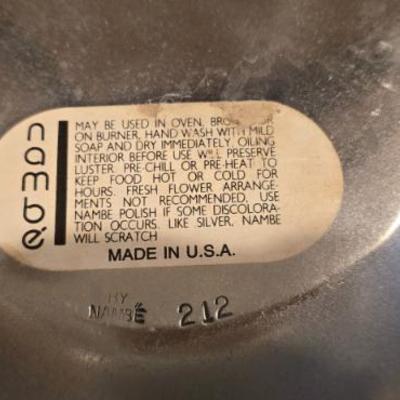 nambé
MAY BE USED IN OVEN, OR
ON BURNER, HAND WASH WITH MILD
SOAP AND DRY IMMEDIATELY, OILING
INTERIOR BEFORE USE WILL PRESERVE
LUSTER. PRE-CHILL OR PRE-HEAT TO
KEEP FOOD HOT OR COLD FOR
HOURS. FRESH FLOWER ARRANGE-
MENTS NOT RECOMMENDED, USE
NAMBE POLISH IF SOME DISCOLORA-
TION OCCURS. LIKE SILVER, NAMBE
WILL SCRATCH
MADE IN U.S.A.
BY
NAMBÉ 212